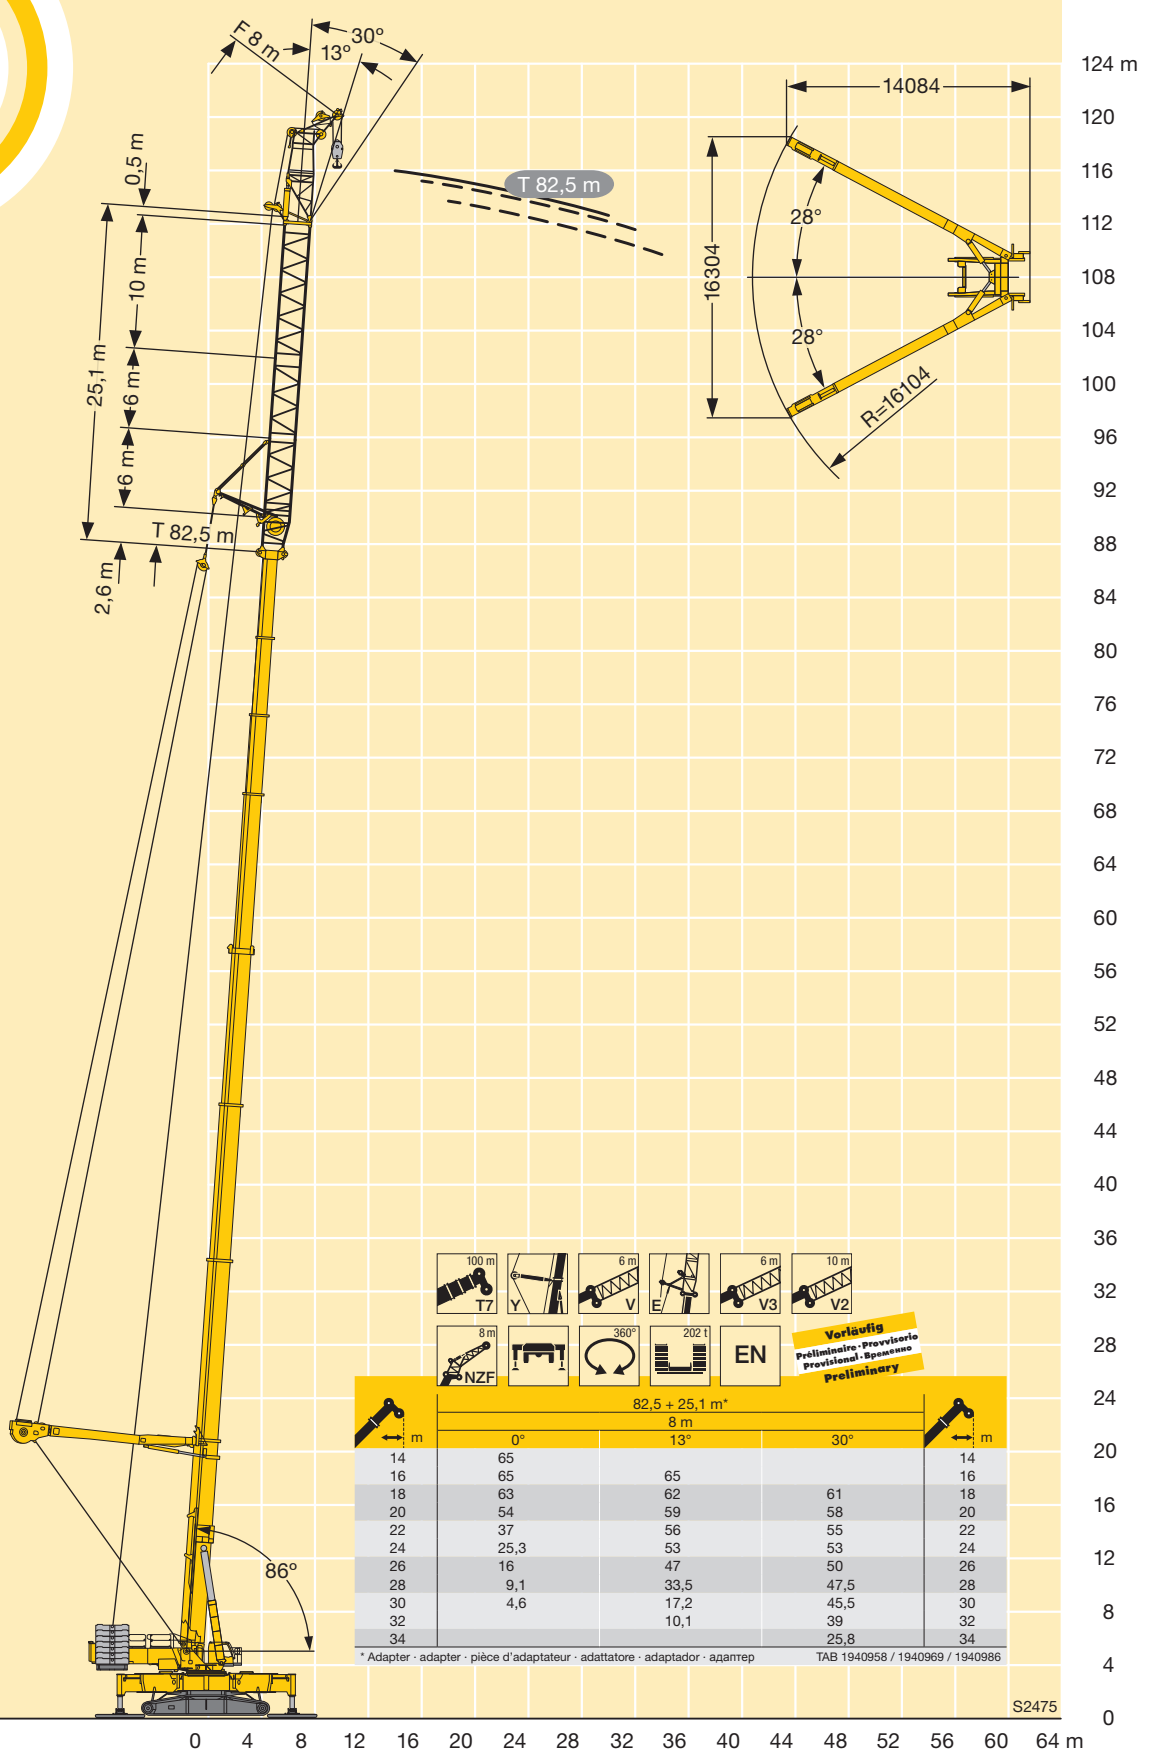 F 8 m
30°
13°
124 m
14084
120
0,5 m
116
T 82,5 m
28°
112
10 m
16304
108
104
28°
25,1 m
6 m
100
R=16104
96
6 m
92
T 82,5 m
88
2,6 m
84
80
76
72
68
64
60
56
52
48
44
40
36
100 m
T7
Y
6 m
V
E
6 m
V3
10 m
V2
32
8 m
NZF
360°
202 t
EN
Vorläufig
Préliminaire · Provvisorio
Provisional · Временно
Preliminary
28
24
82,5 + 25,1 m*
8 m
m 0° 13° 30° m
20
14 65 14
16 65 65 16
18 63 62 61 18
16
20 54 59 58 20
22 37 56 55 22
24 25,3 53 53 24
12
86°
26 16 47 50 26
28 9,1 33,5 47,5 28
30 4,6 17,2 45,5 30
8
32 10,1 39 32
34 25,8 34
* Adapter · adapter · pièce d'adaptateur · adattatore · adaptador · адаптер TAB 1940958 / 1940969 / 1940986
4
S2475
0
0 4 8 12 16 20 24 28 32 36 40 44 48 52 56 60 64 m